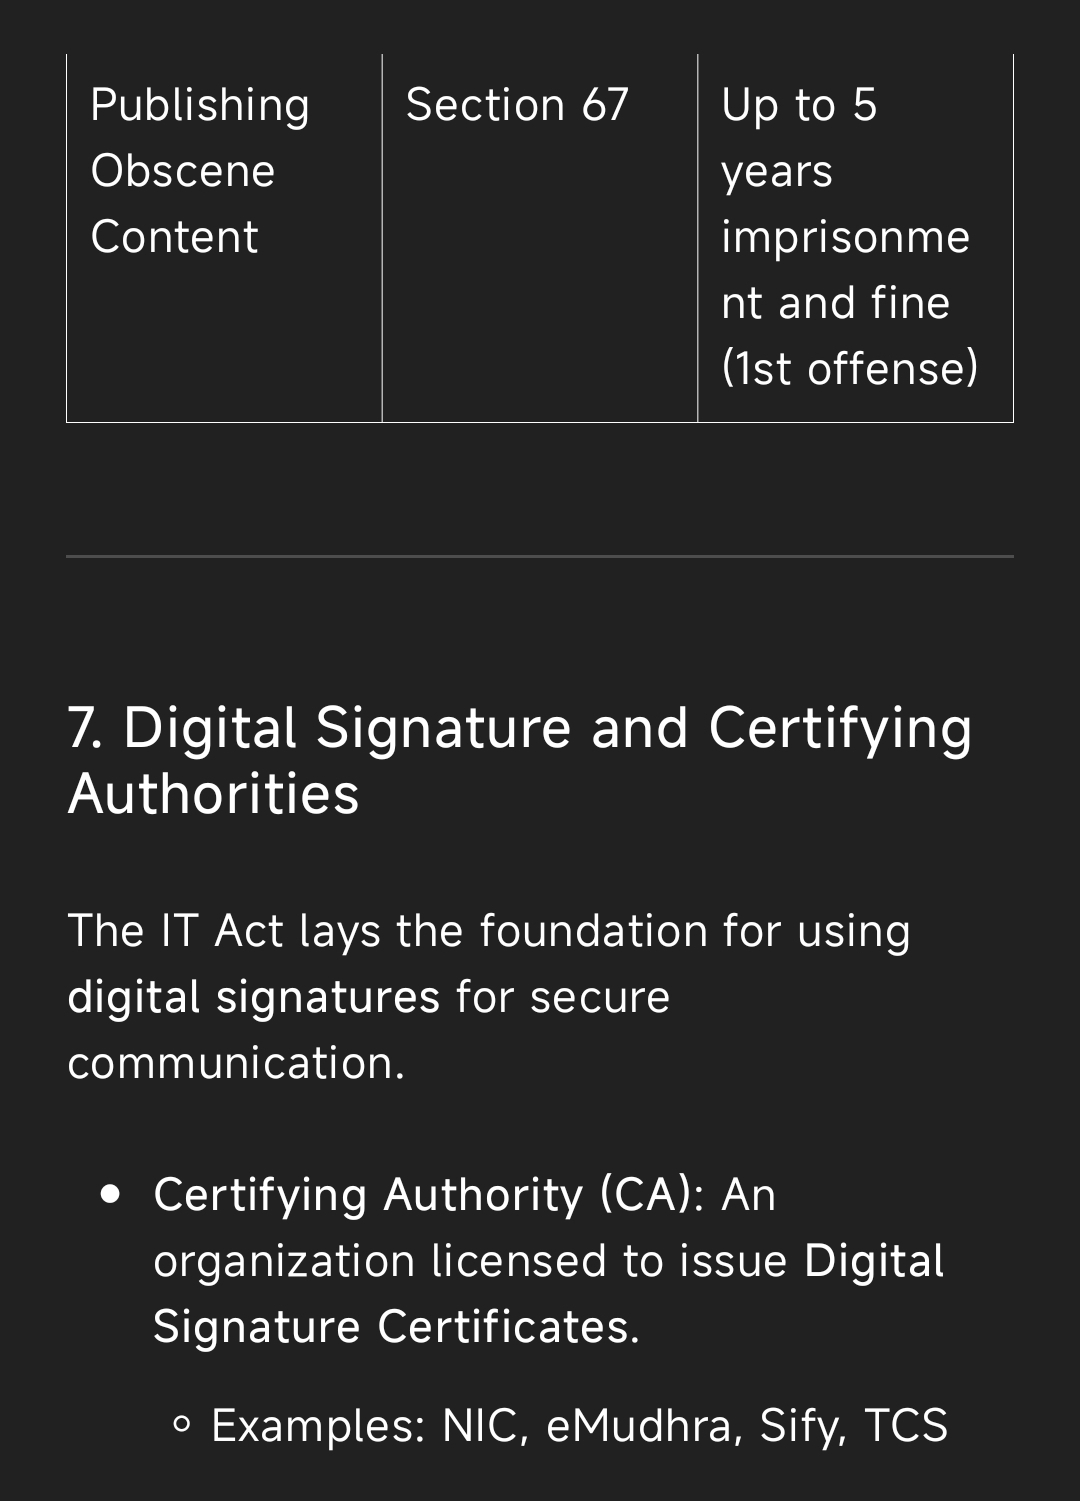 Publishing Section 67 Up to 5
Obscene years
Content imprisonme
nt and fine
(1st offense)
7. Digital Signature and Certifying
Authorities
The IT Act lays the foundation for using
digital signatures for secure
communication.
Certifying Authority (CA): An
organization licensed to issue Digital
Signature Certificates.
Examples: NIC, eMudhra, Sify, TCS